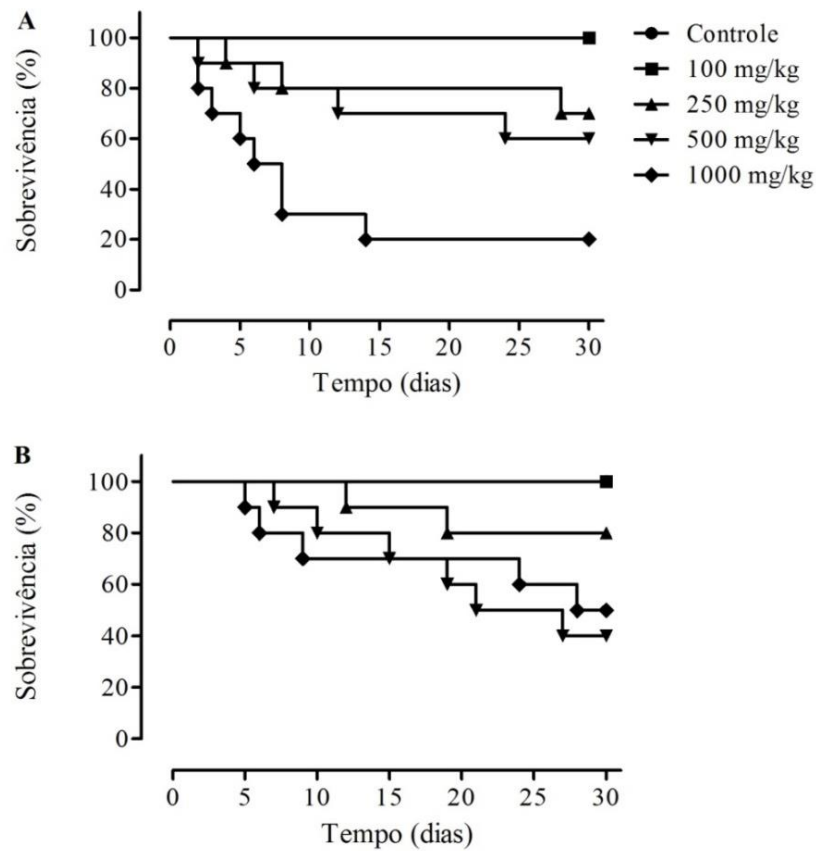 A
Sobrevivência (%)
100
80
60
40
20
0
0 5 10 15 20 25 30
Tempo (dias)
Controle
100 mg/kg
250 mg/kg
500 mg/kg
1000 mg/kg
B
Sobrevivência (%)
100
80
60
40
20
0
0 5 10 15 20 25 30
Tempo (dias)